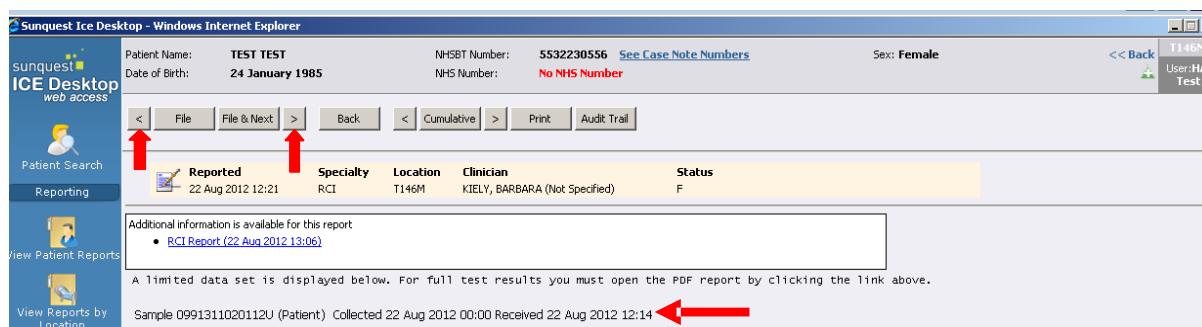 Sunquest Ice Desktop - Windows Internet Explorer
sunquest
ICE Desktop
web access
Patient Name: TEST TEST NHSBT Number: 5532230556 See Case Note Numbers Sex: Female << Back
Date of Birth: 24 January 1985 NHS Number: No NHS Number
T146M
User:HA
Test
< File File & Next > Back < Cumulative > Print Audit Trail
Patient Search
Reporting
View Patient Reports
View Reports by
Location
Reported Specialty Location Clinician Status
22 Aug 2012 12:21 RCI T146M KIELY, BARBARA (Not Specified) F
Additional information is available for this report
• RCI Report (22 Aug 2012 13:06)
A limited data set is displayed below. For full test results you must open the PDF report by clicking the link above.
Sample 0991311020112U (Patient) Collected 22 Aug 2012 00:00 Received 22 Aug 2012 12:14